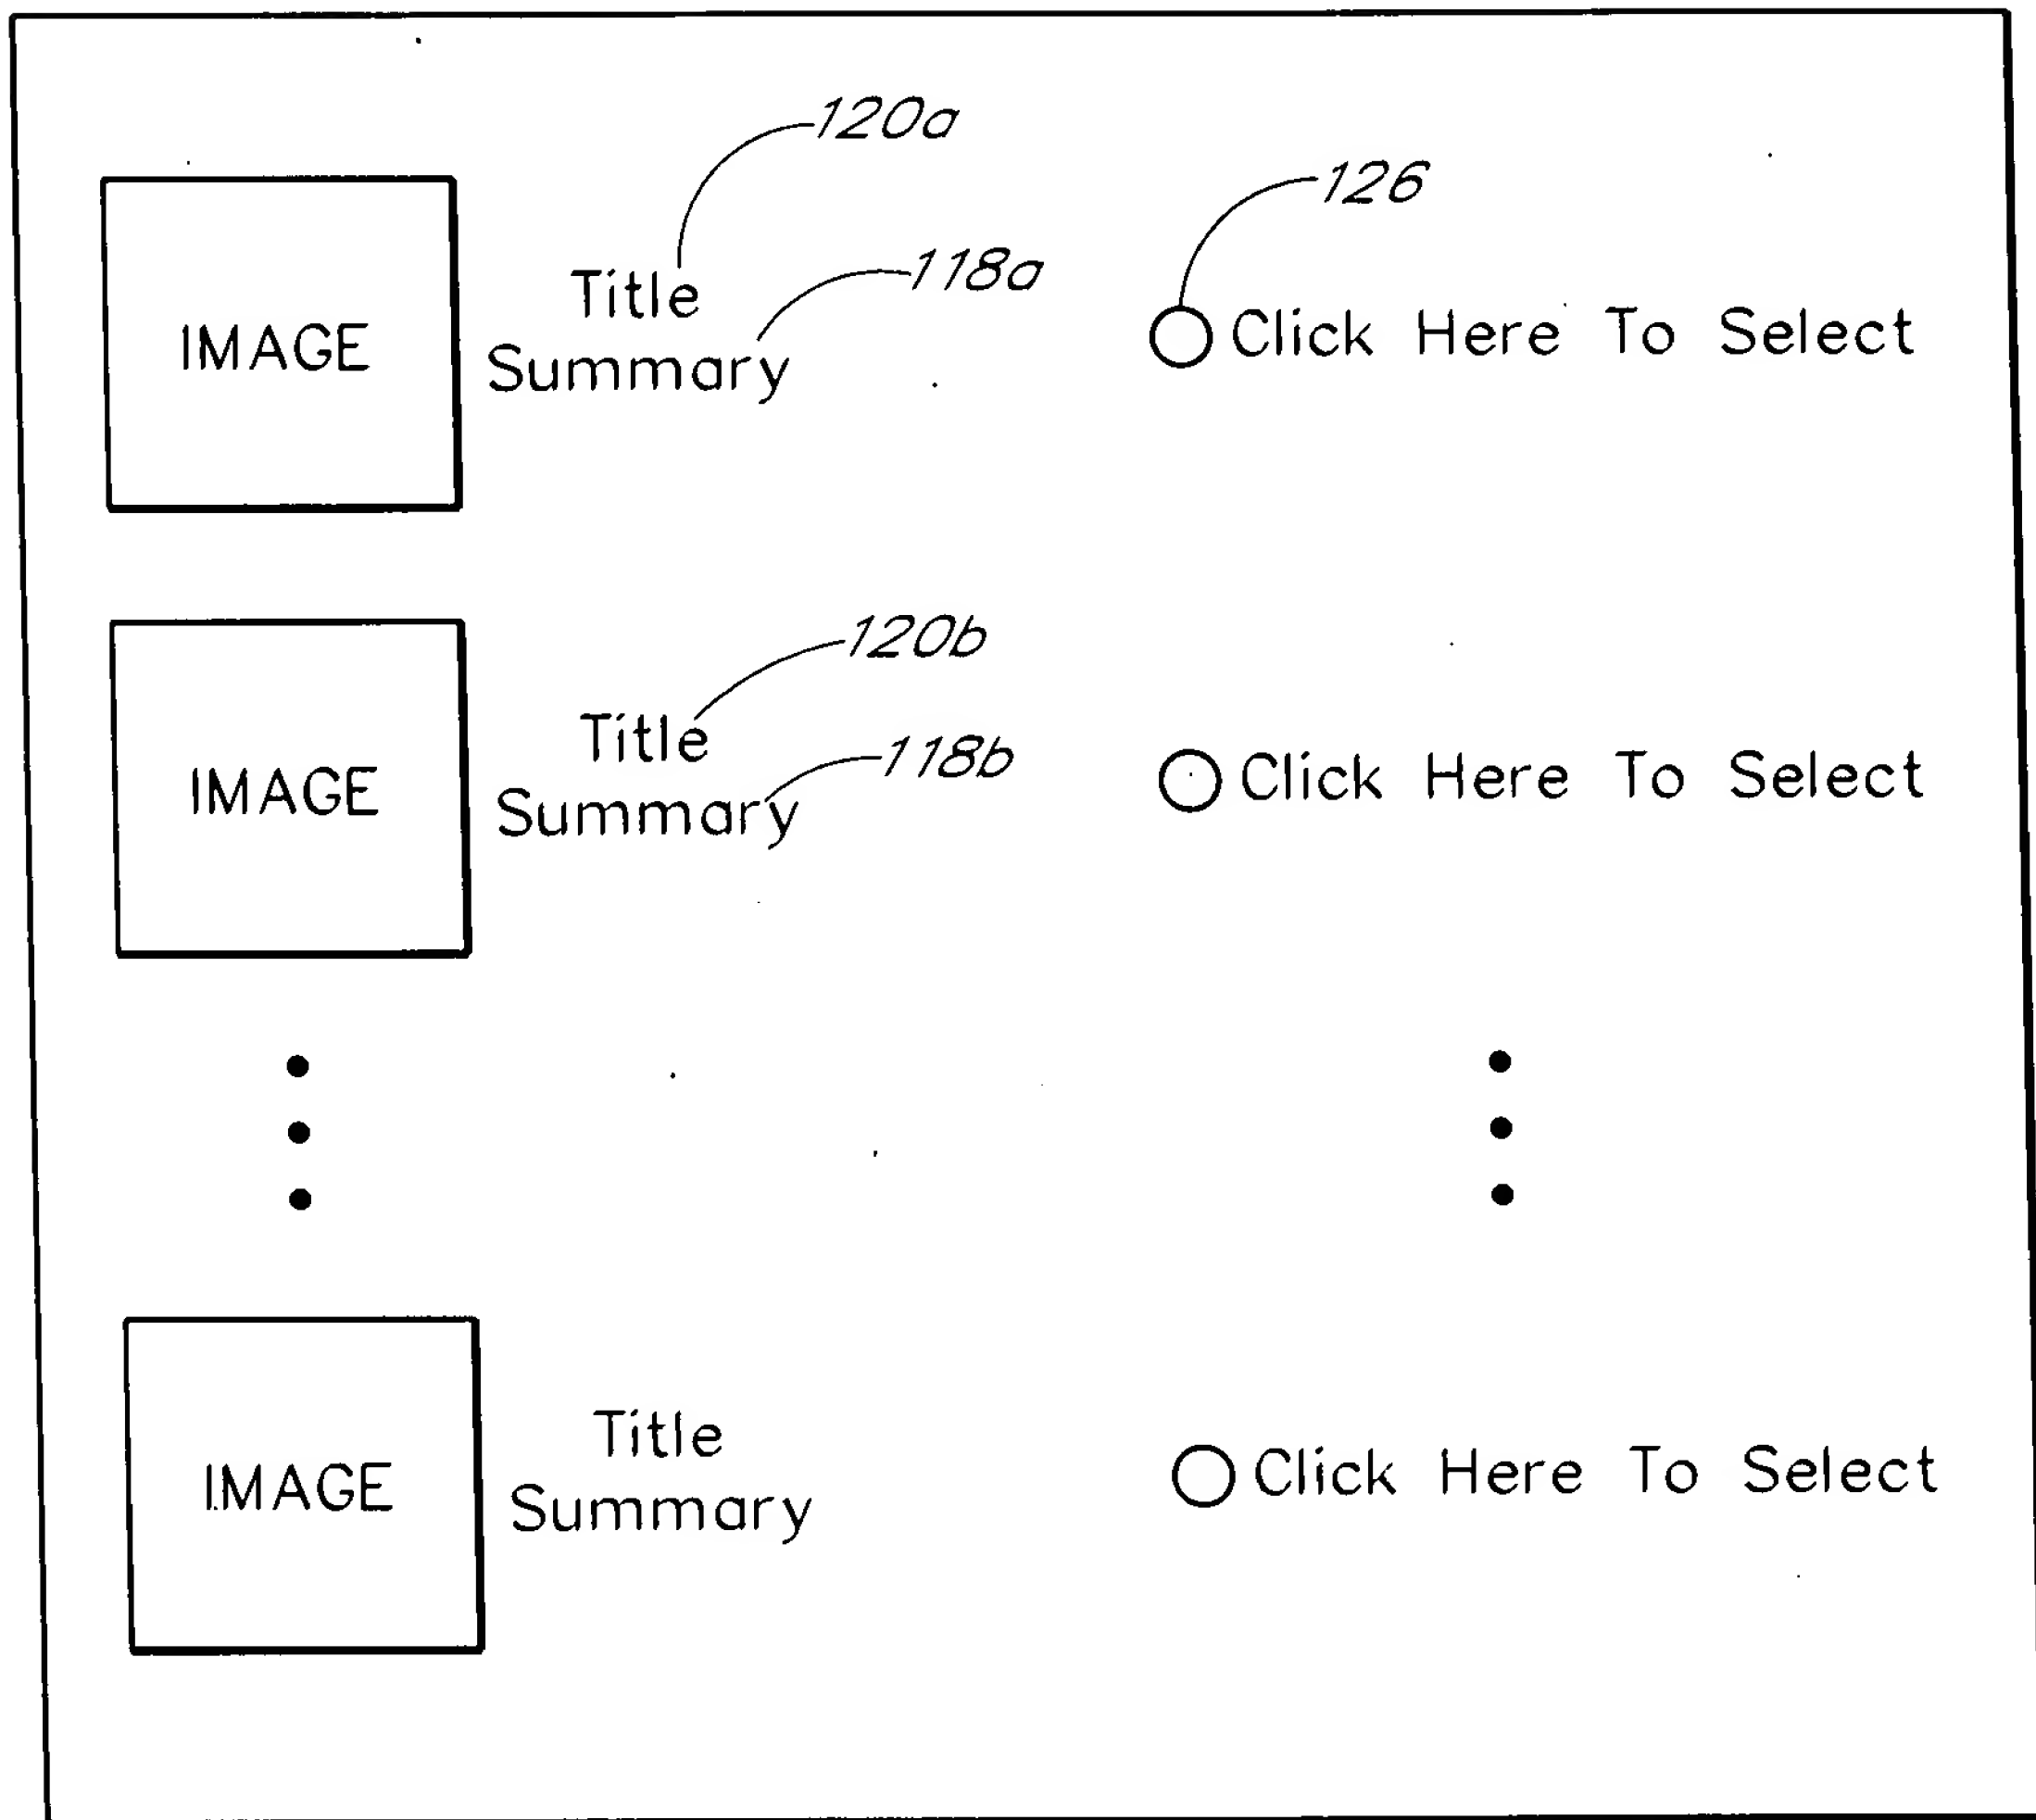 120a
126
Title
118a
IMAGE
Summary
Click Here To Select
120b
Title
118b
IMAGE
Summary
Click Here To Select
Title
IMAGE
Summary
Click Here To Select